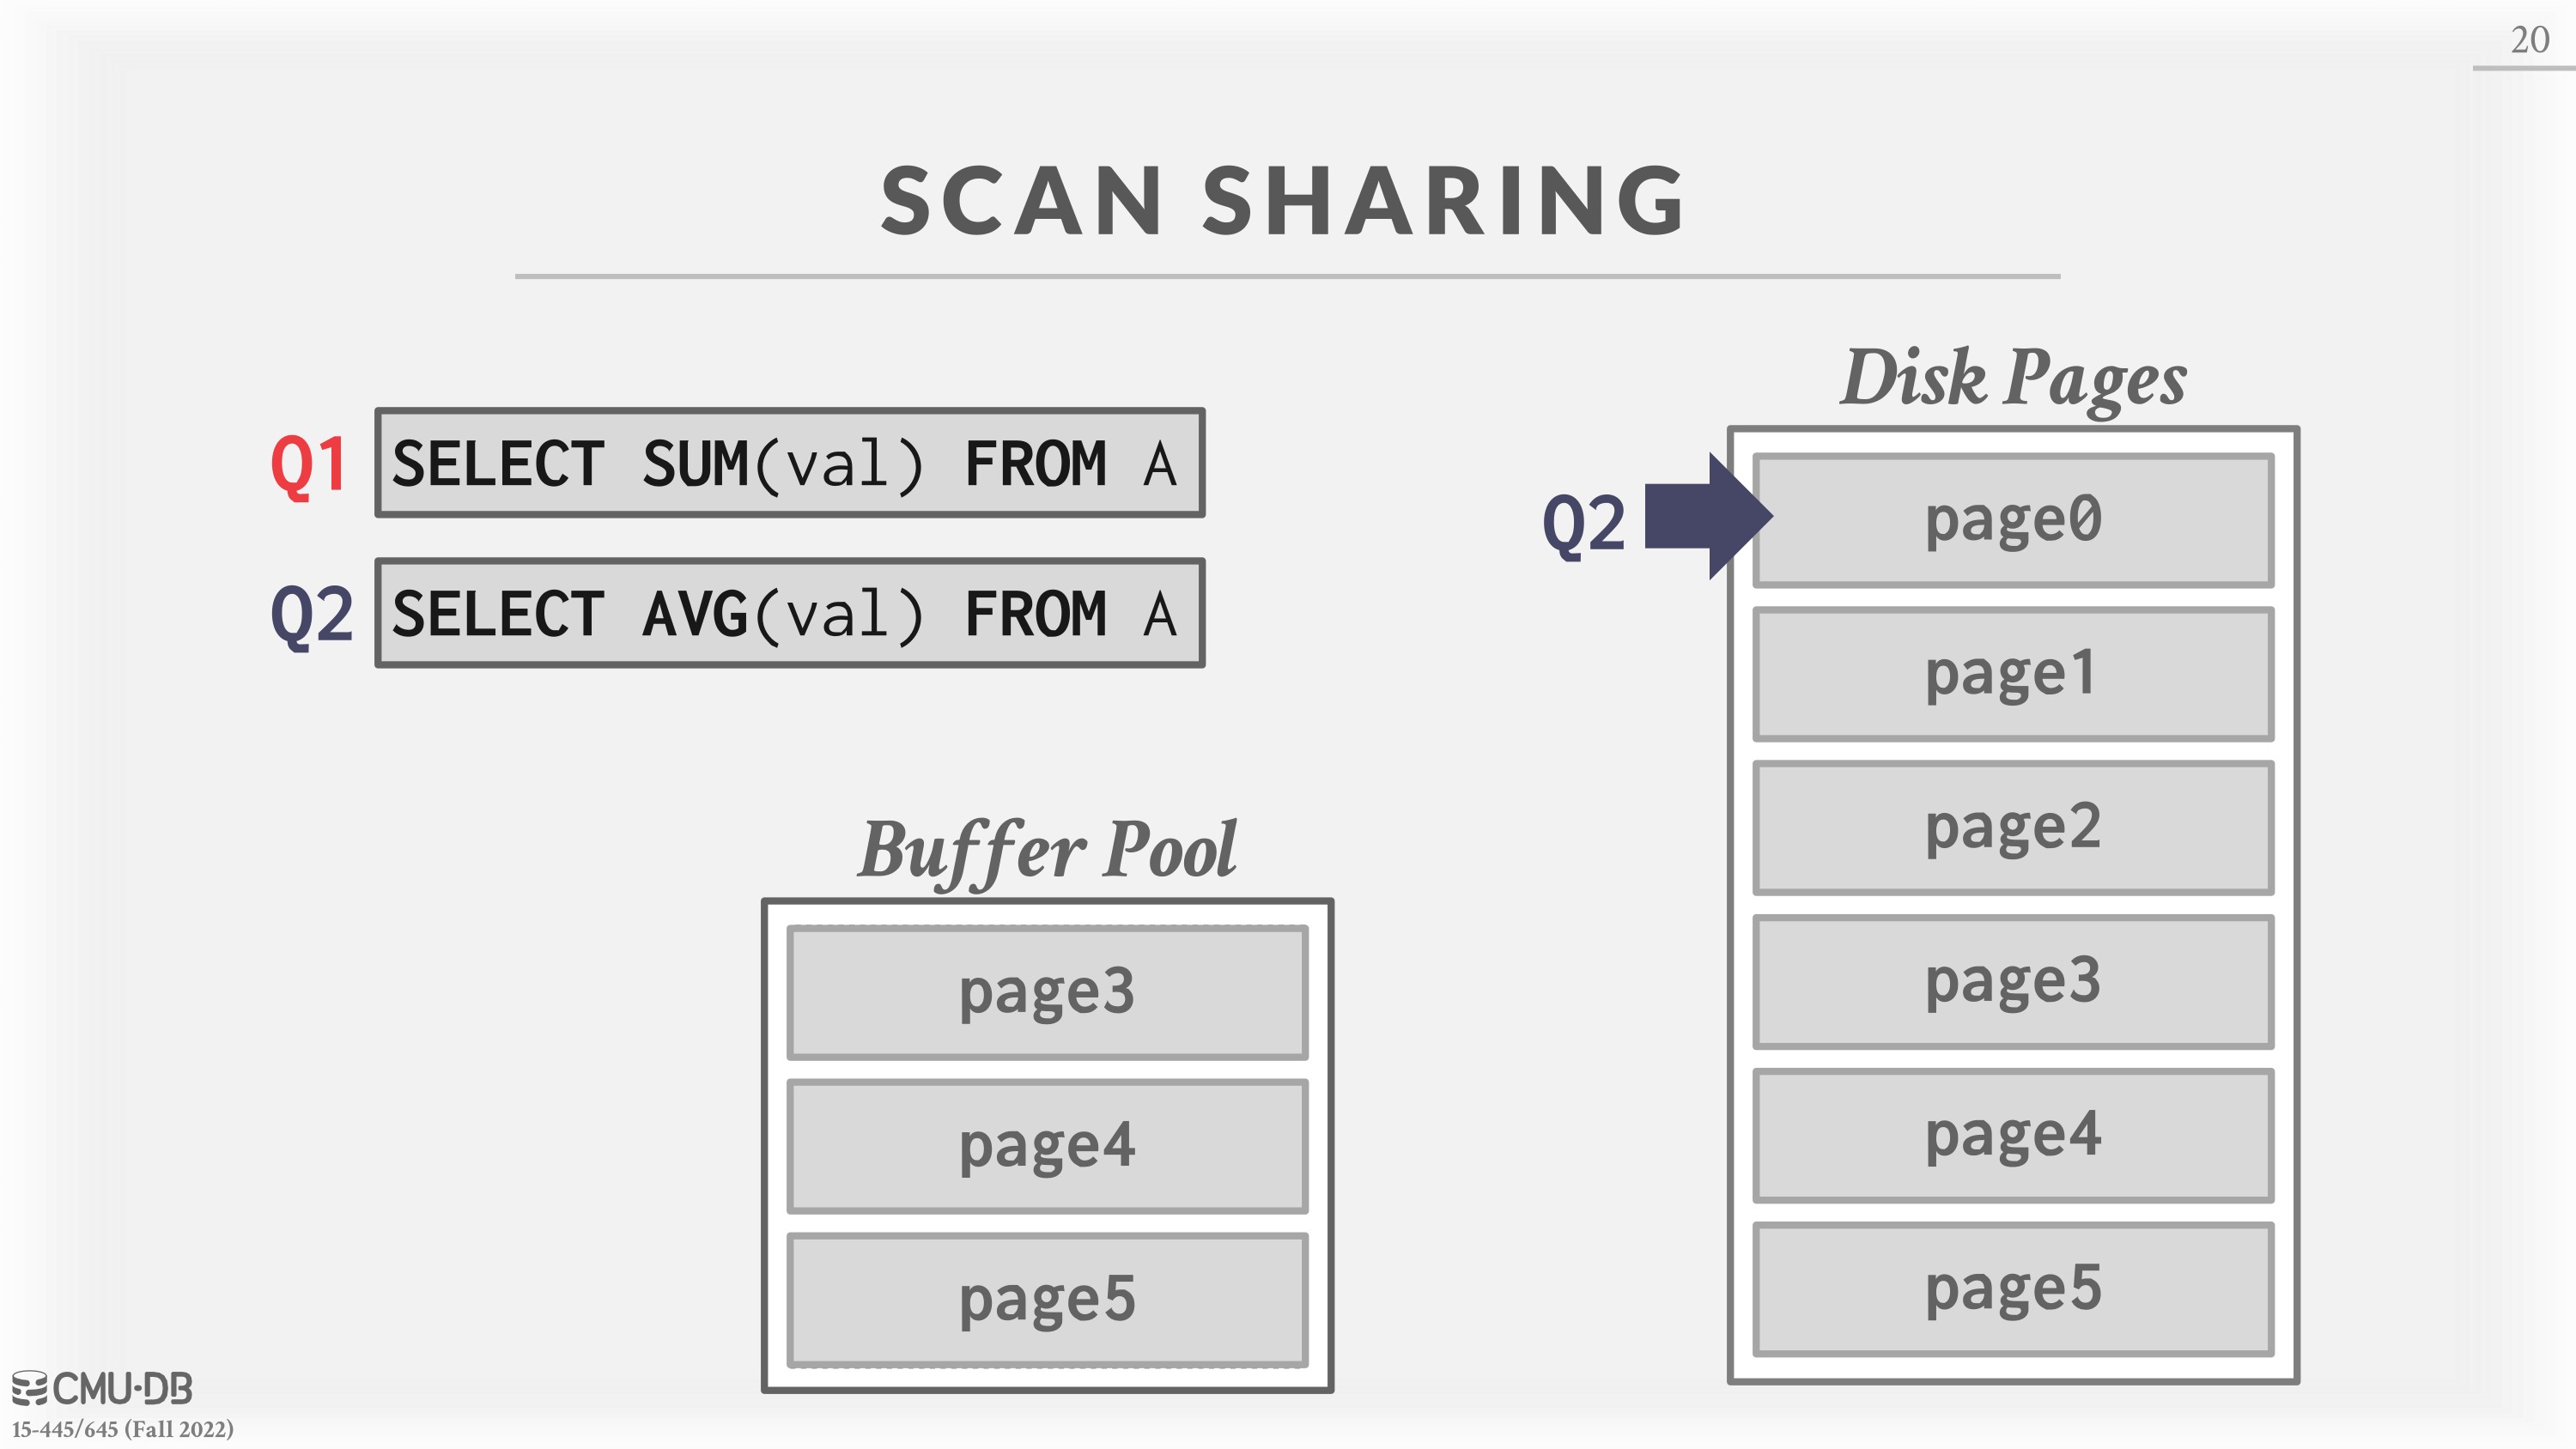 20
SCAN SHARING
Q1 SELECT SUM(val) FROM A
Q2 SELECT AVG(val) FROM A
Buffer Pool
page3
page4
page5
Disk Pages
Q2
page0
page1
page2
page3
page4
page5
CMU·DB
15-445/645 (Fall 2022)